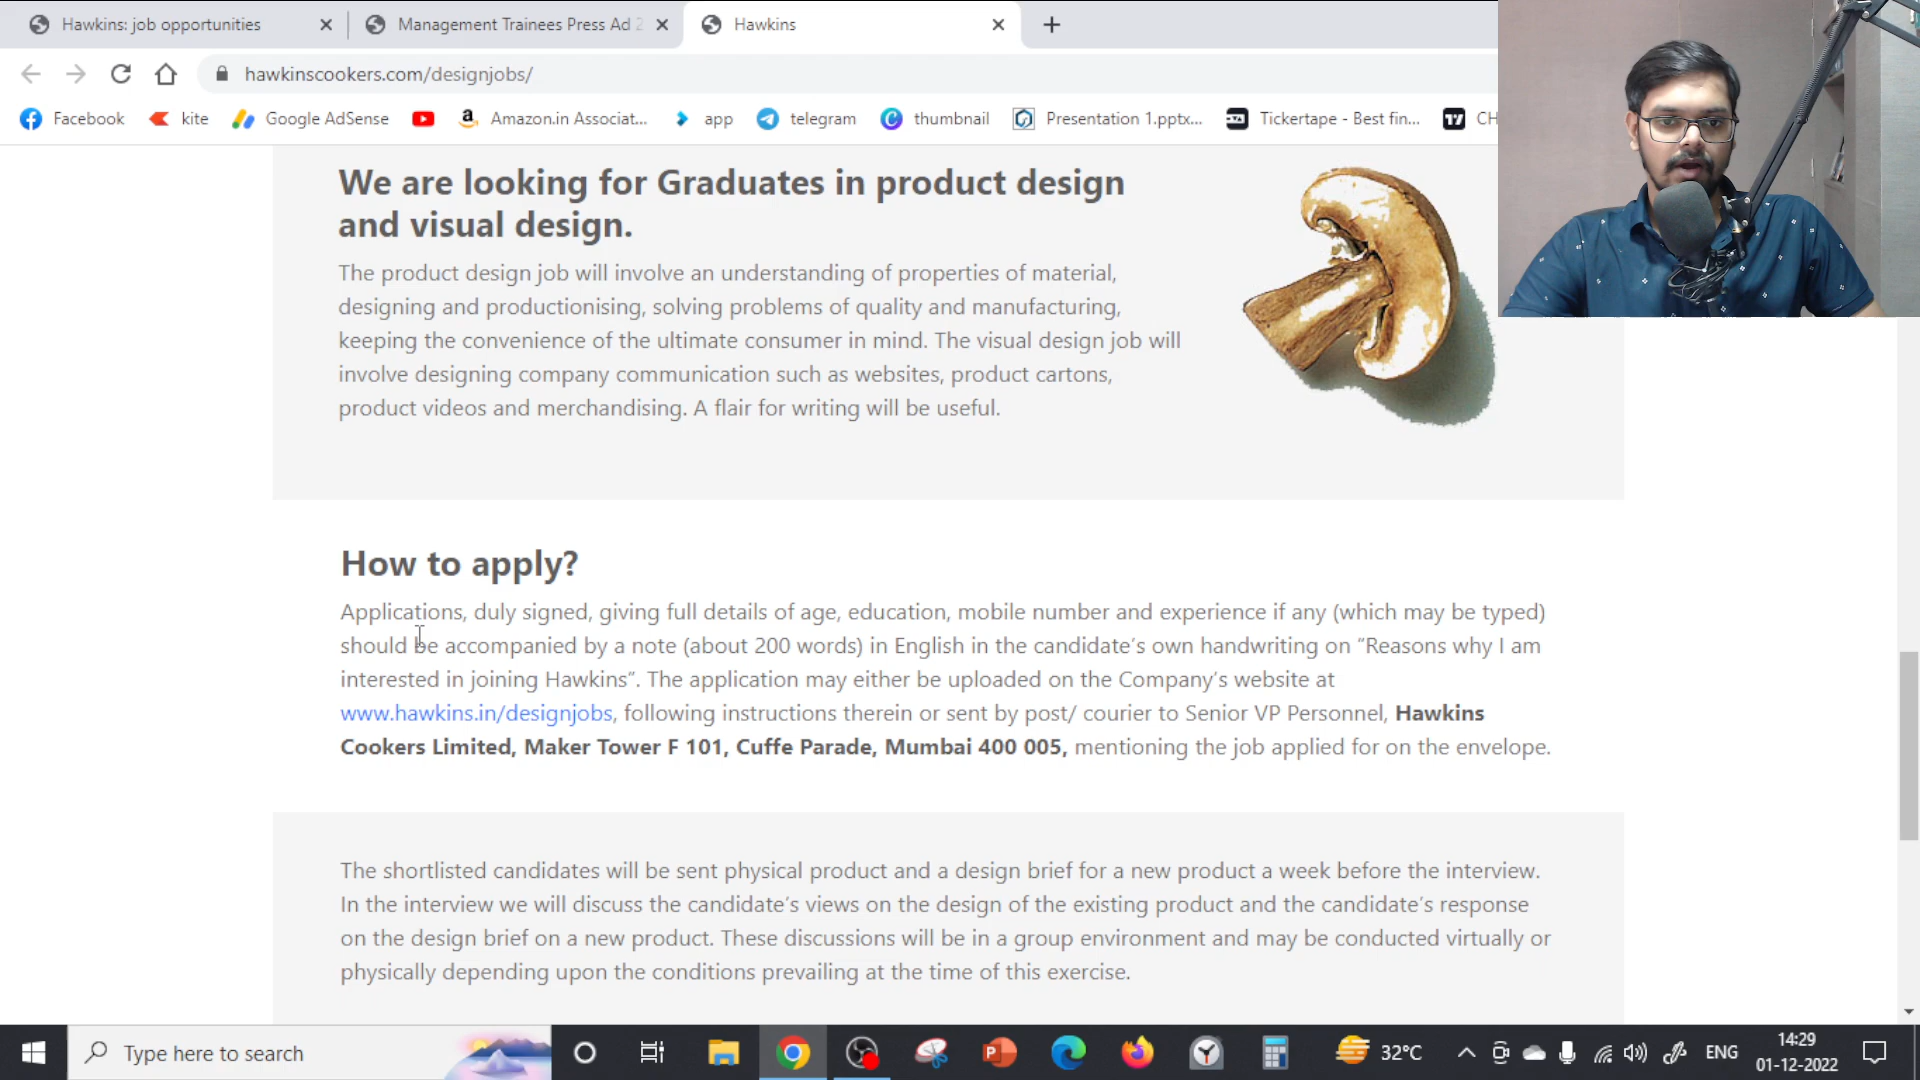 Hawkins: job opportunities
Management Trainees Press Ad 2
Hawkins
hawkinscookers.com/designjobs/
Facebook
kite
Google AdSense
Amazon.in Associat...
app
telegram
thumbnail
Presentation 1.pptx...
Tickertape - Best fin...
CH
We are looking for Graduates in product design
and visual design.
The product design job will involve an understanding of properties of material,
designing and productionising, solving problems of quality and manufacturing,
keeping the convenience of the ultimate consumer in mind. The visual design job will
involve designing company communication such as websites, product cartons,
product videos and merchandising. A flair for writing will be useful.
How to apply?
Applications, duly signed, giving full details of age, education, mobile number and experience if any (which may be typed)
should be accompanied by a note (about 200 words) in English in the candidate's own handwriting on “Reasons why I am
interested in joining Hawkins”. The application may either be uploaded on the Company's website at
www.hawkins.in/designjobs, following instructions therein or sent by post/ courier to Senior VP Personnel, Hawkins
Cookers Limited, Maker Tower F 101, Cuffe Parade, Mumbai 400 005, mentioning the job applied for on the envelope.
The shortlisted candidates will be sent physical product and a design brief for a new product a week before the interview.
In the interview we will discuss the candidate's views on the design of the existing product and the candidate's response
on the design brief on a new product. These discussions will be in a group environment and may be conducted virtually or
physically depending upon the conditions prevailing at the time of this exercise.
Type here to search
32°C
ENG
14:29
01-12-2022